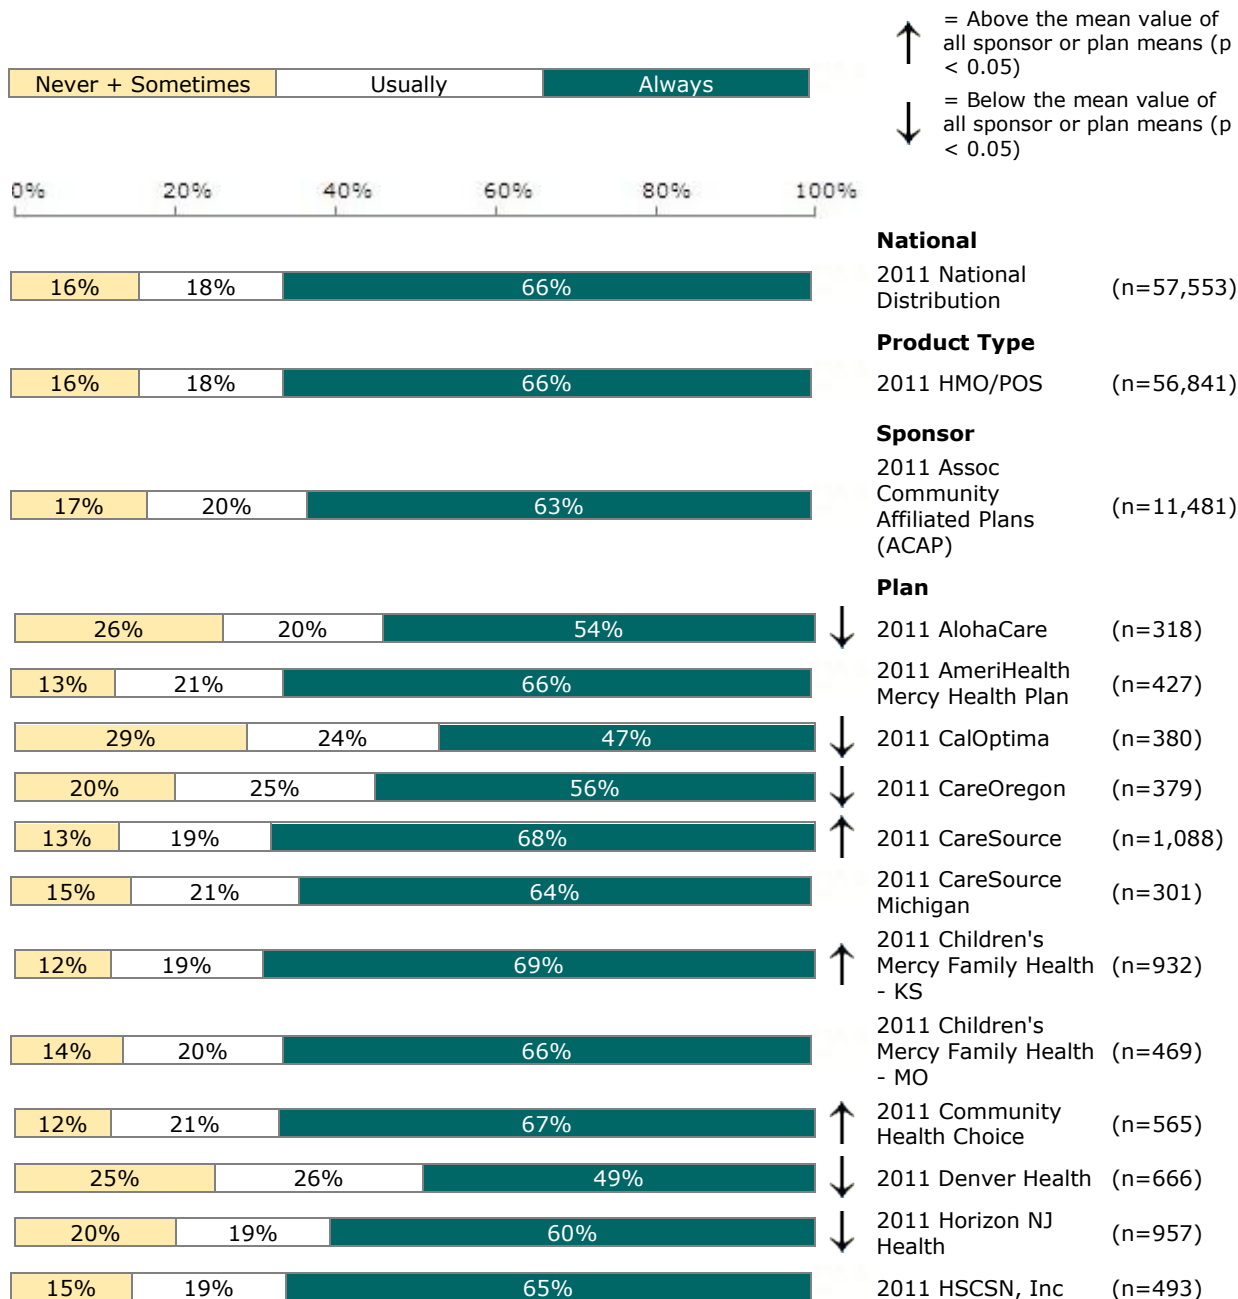 = Above the mean value of
all sponsor or plan means (p
< 0.05)
Never + Sometimes Usually Always
= Below the mean value of
all sponsor or plan means (p
< 0.05)
0% 20% 40% 60% 80% 100%
National
16% 18% 66%
2011 National
Distribution
(n=57,553)
Product Type
16% 18% 66%
2011 HMO/POS (n=56,841)
Sponsor
17% 20% 63%
2011 Assoc
Community
Affiliated Plans
(ACAP)
(n=11,481)
Plan
26% 20% 54%
2011 AlohaCare (n=318)
13% 21% 66%
2011 AmeriHealth
Mercy Health Plan
(n=427)
29% 24% 47%
2011 CalOptima (n=380)
20% 25% 56%
2011 CareOregon (n=379)
13% 19% 68%
2011 CareSource (n=1,088)
15% 21% 64%
2011 CareSource
Michigan
(n=301)
12% 19% 69%
2011 Children's
Mercy Family Health
- KS
(n=932)
14% 20% 66%
2011 Children's
Mercy Family Health
- MO
(n=469)
12% 21% 67%
2011 Community
Health Choice
(n=565)
25% 26% 49%
2011 Denver Health (n=666)
20% 19% 60%
2011 Horizon NJ
Health
(n=957)
15% 19% 65%
2011 HSCSN, Inc (n=493)